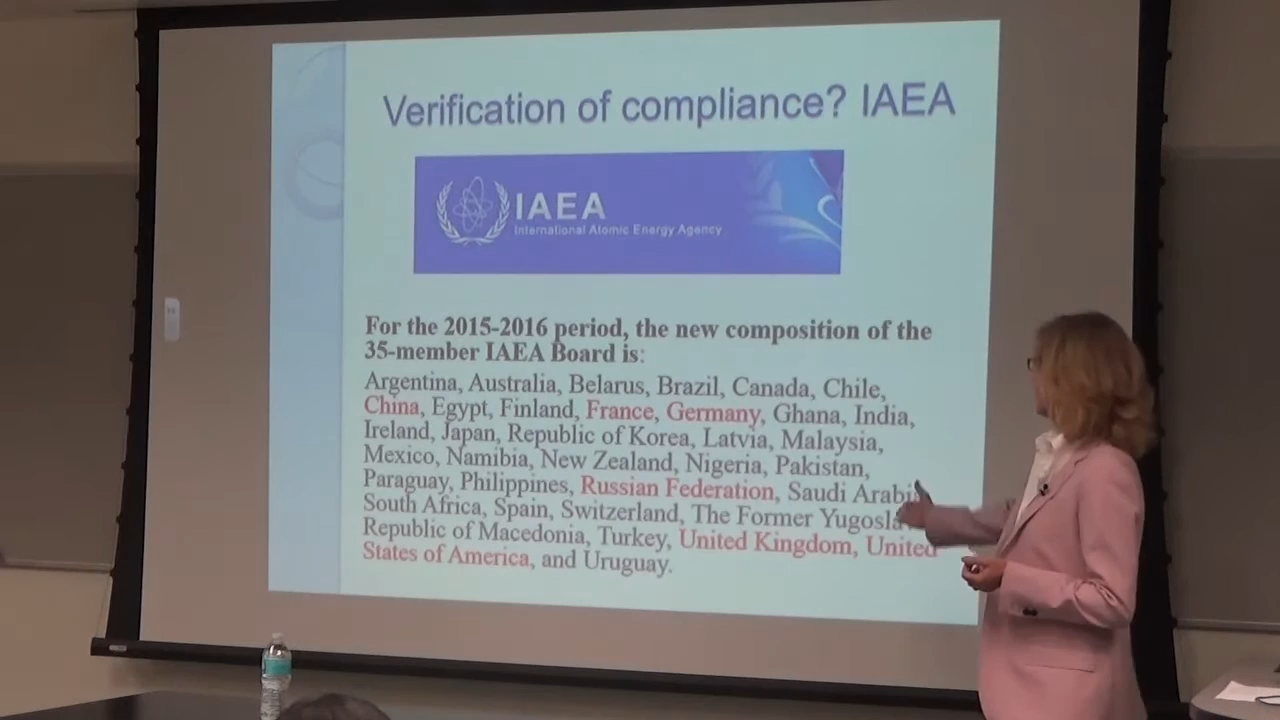 Verification of compliance? IAEA
IAEA
International Atomic Energy Agency
For the 2015-2016 period, the new composition of the
35-member IAEA Board is:
Argentina, Australia, Belarus, Brazil, Canada, Chile,
China, Egypt, Finland, France, Germany, Ghana, India,
Ireland, Japan, Republic of Korea, Latvia, Malaysia,
Mexico, Namibia, New Zealand, Nigeria, Pakistan,
Paraguay, Philippines, Russian Federation, Saudi
South Africa, Spain, Switzerland, The Former
Republic of Macedonia, Turkey, United Kingdom, United
States of America, and Uruguay.